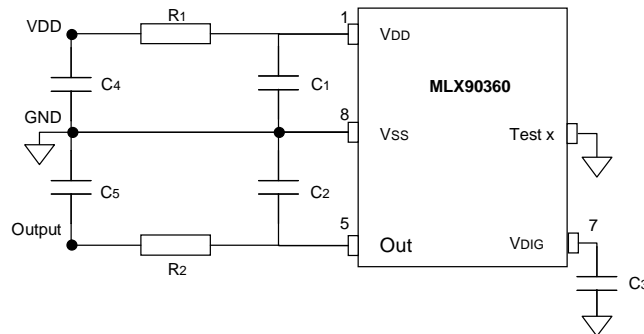 VDD R1 1 VDD
MLX90360
C4 C1
GND 8 VSS Test x
C5 C2
Output 5 Out 7 VDIG
R2
C3